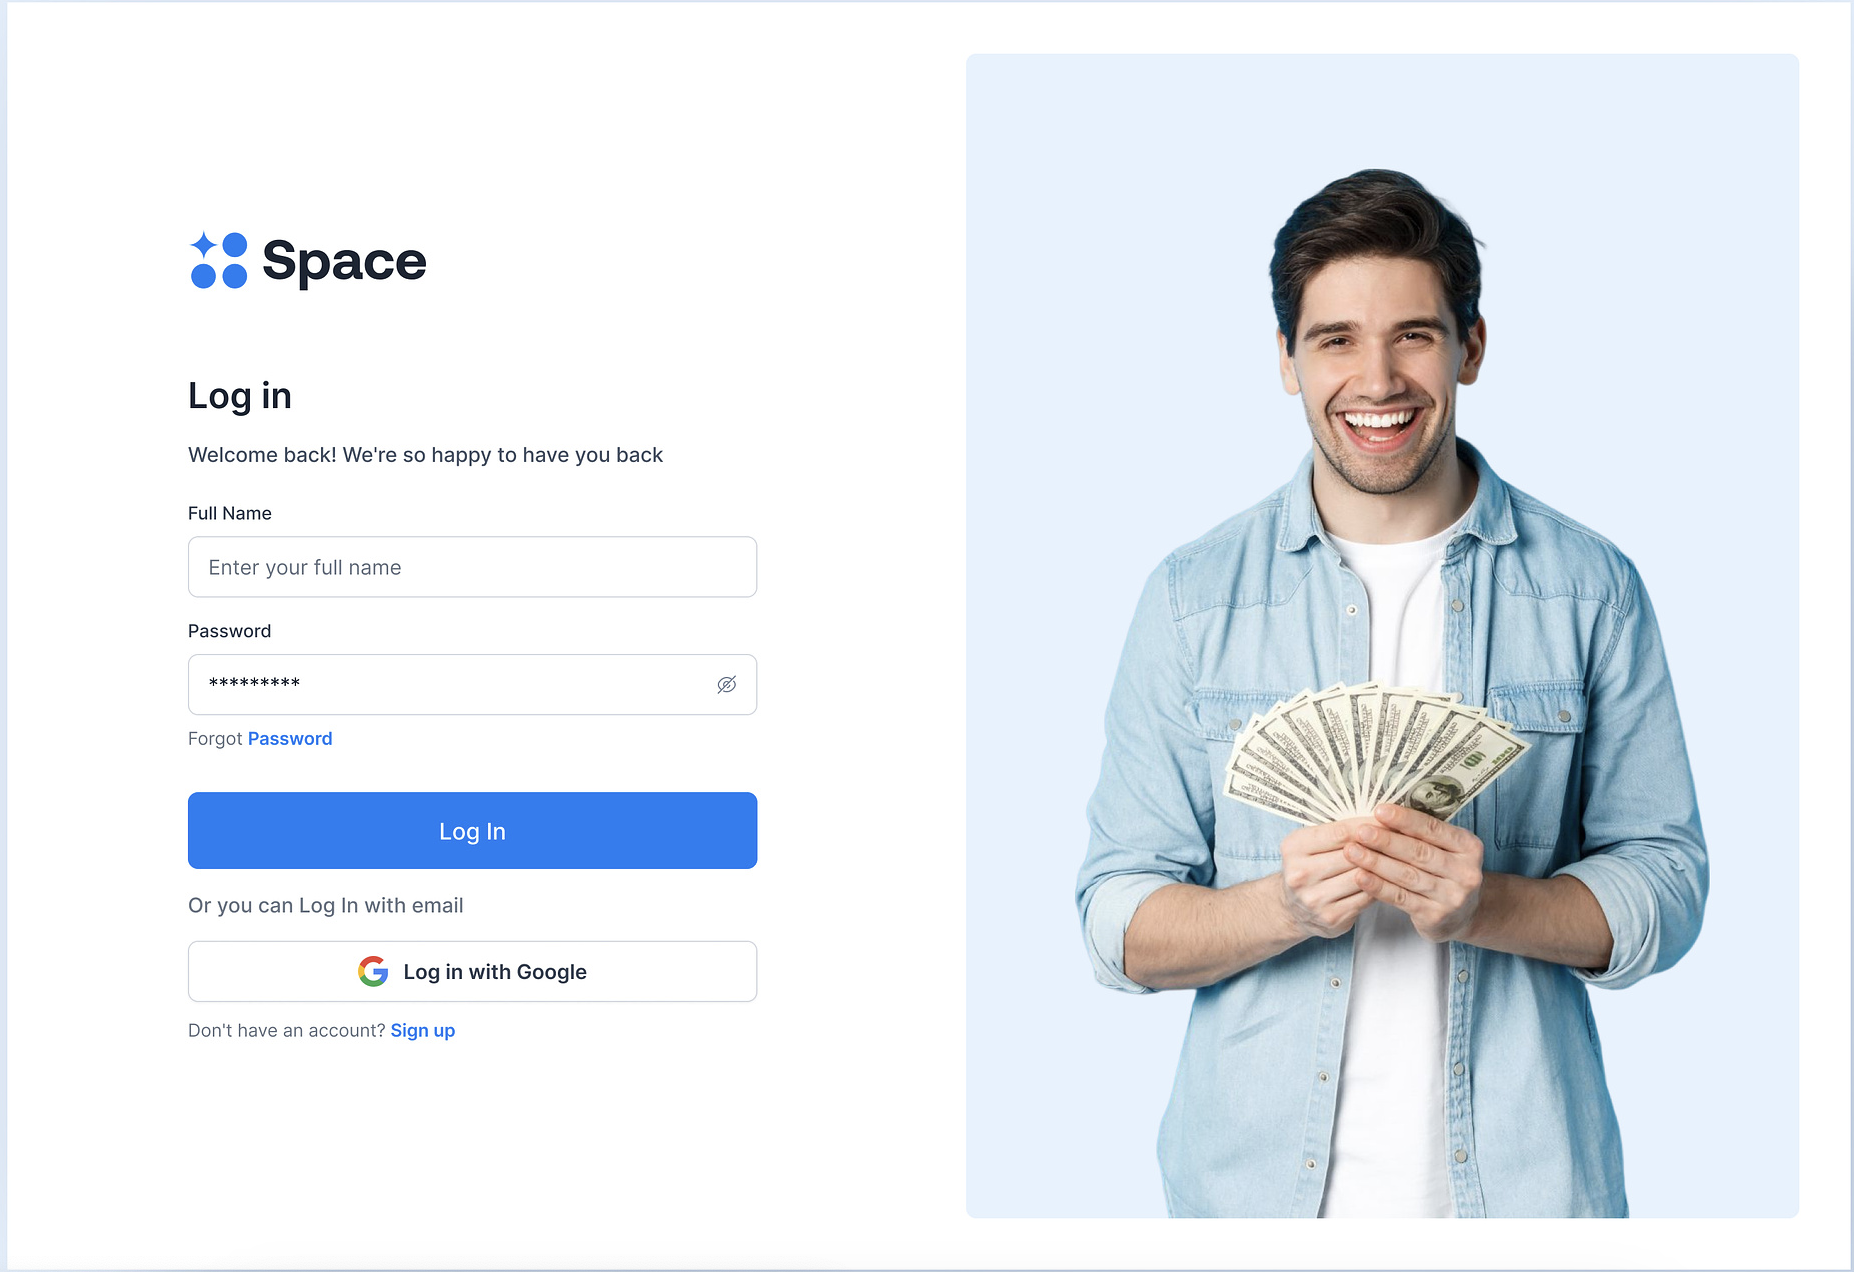 Space
Log in
Welcome back! We're so happy to have you back
Full Name
Enter your full name
Password
*********
Forgot Password
Log In
Or you can Log In with email
Log in with Google
Don't have an account? Sign up